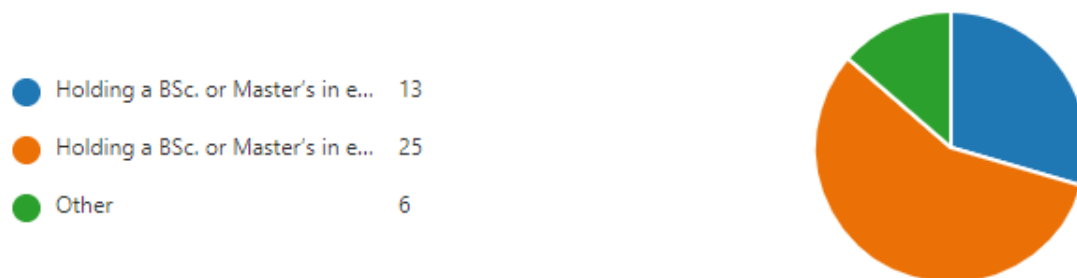 Holding a BSc. or Master's in e... 13
Holding a BSc. or Master's in e... 25
Other 6